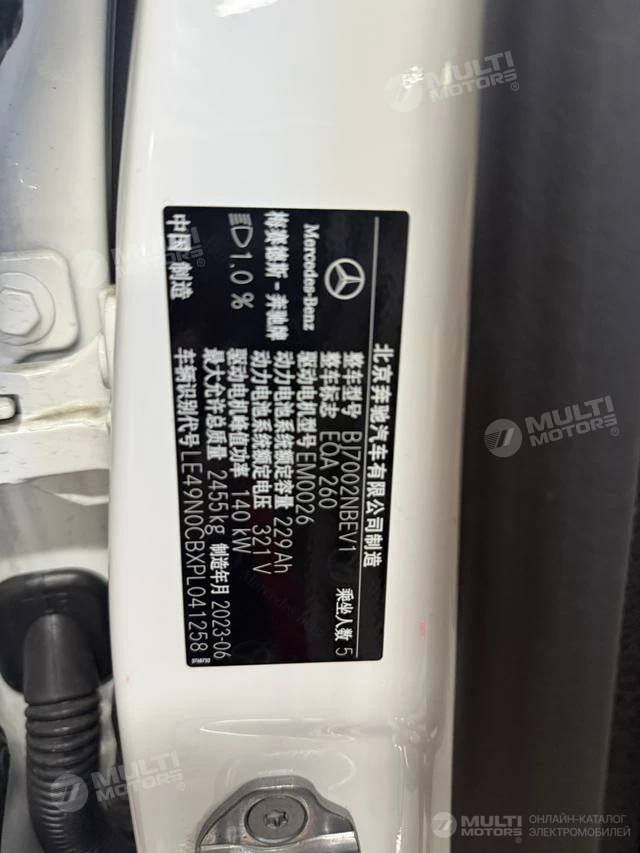 北京奔驰汽车有限公司制造
Mercedes-Benz
梅赛德斯-奔驰牌
1.0 %
中国 制造
整车型号 BJ7002NBEV1
整车标志 EQA 260
乘坐人数 5
驱动电机型号 EM0026
动力电池系统额定容量 229Ah
动力电池系统额定电压 321 V
驱动电机峰值功率 140 kW
最大允许总质量 2455kg 制造年月 2023-06
车辆识别代号 LE49N0CBXPL041258
MULTI
MOTORS®
MULTI
MOTORS®
MULTI
MOTORS®
MULTI
MOTORS®
MULTI
MOTORS®
ОНЛАЙН-КАТАЛОГ
ЭЛЕКТРОМОБИЛЕЙ